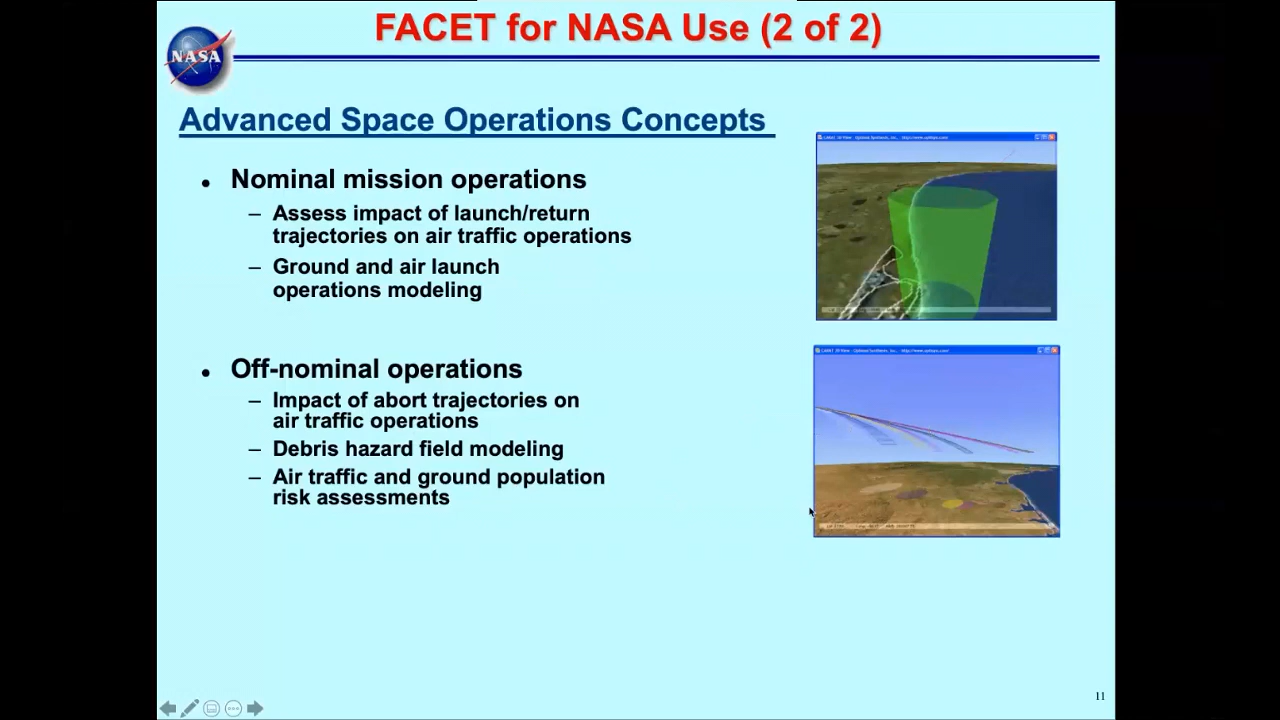 FACET for NASA Use (2 of 2)
NASA
Advanced Space Operations Concepts
• Nominal mission operations
– Assess impact of launch/return
trajectories on air traffic operations
– Ground and air launch
operations modeling
• Off-nominal operations
– Impact of abort trajectories on
air traffic operations
– Debris hazard field modeling
– Air traffic and ground population
risk assessments
11